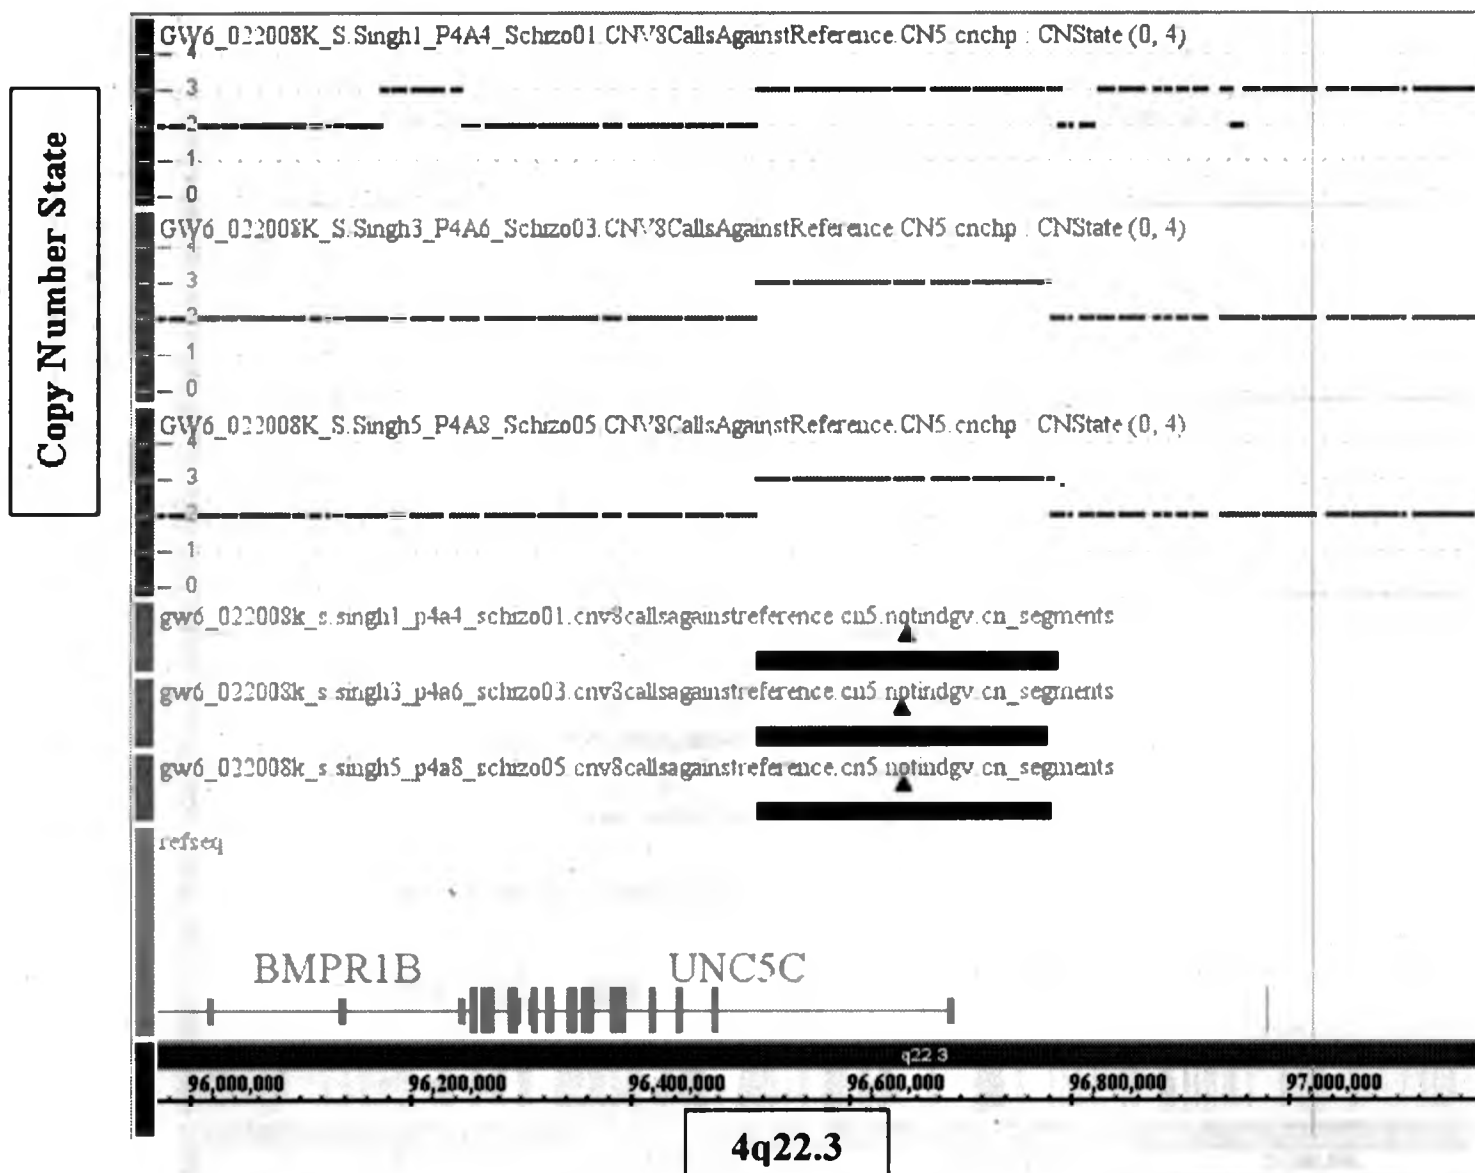 Copy Number State
GW6_022008K_S.Singh1_P4A4_Schizo01.CNV8CallsAgainstReference.CN5.cnchp : CNState (0, 4)
4
3
2
1
0
GW6_022008K_S.Singh3_P4A6_Schizo03.CNV8CallsAgainstReference.CN5.cnchp : CNState (0, 4)
4
3
2
1
0
GW6_022008K_S.Singh5_P4A8_Schizo05.CNV8CallsAgainstReference.CN5.cnchp : CNState (0, 4)
4
3
2
1
0
gw6_022008k_s.singh1_p4a4_schizo01.cnv8callsagainstreference.cn5.notindgv.cn_segments
gw6_022008k_s.singh3_p4a6_schizo03.cnv8callsagainstreference.cn5.notindgv.cn_segments
gw6_022008k_s.singh5_p4a8_schizo05.cnv8callsagainstreference.cn5.notindgv.cn_segments
refseq
BMPR1B UNC5C
q22.3
96,000,000 96,200,000 96,400,000 96,600,000 96,800,000 97,000,000
4q22.3